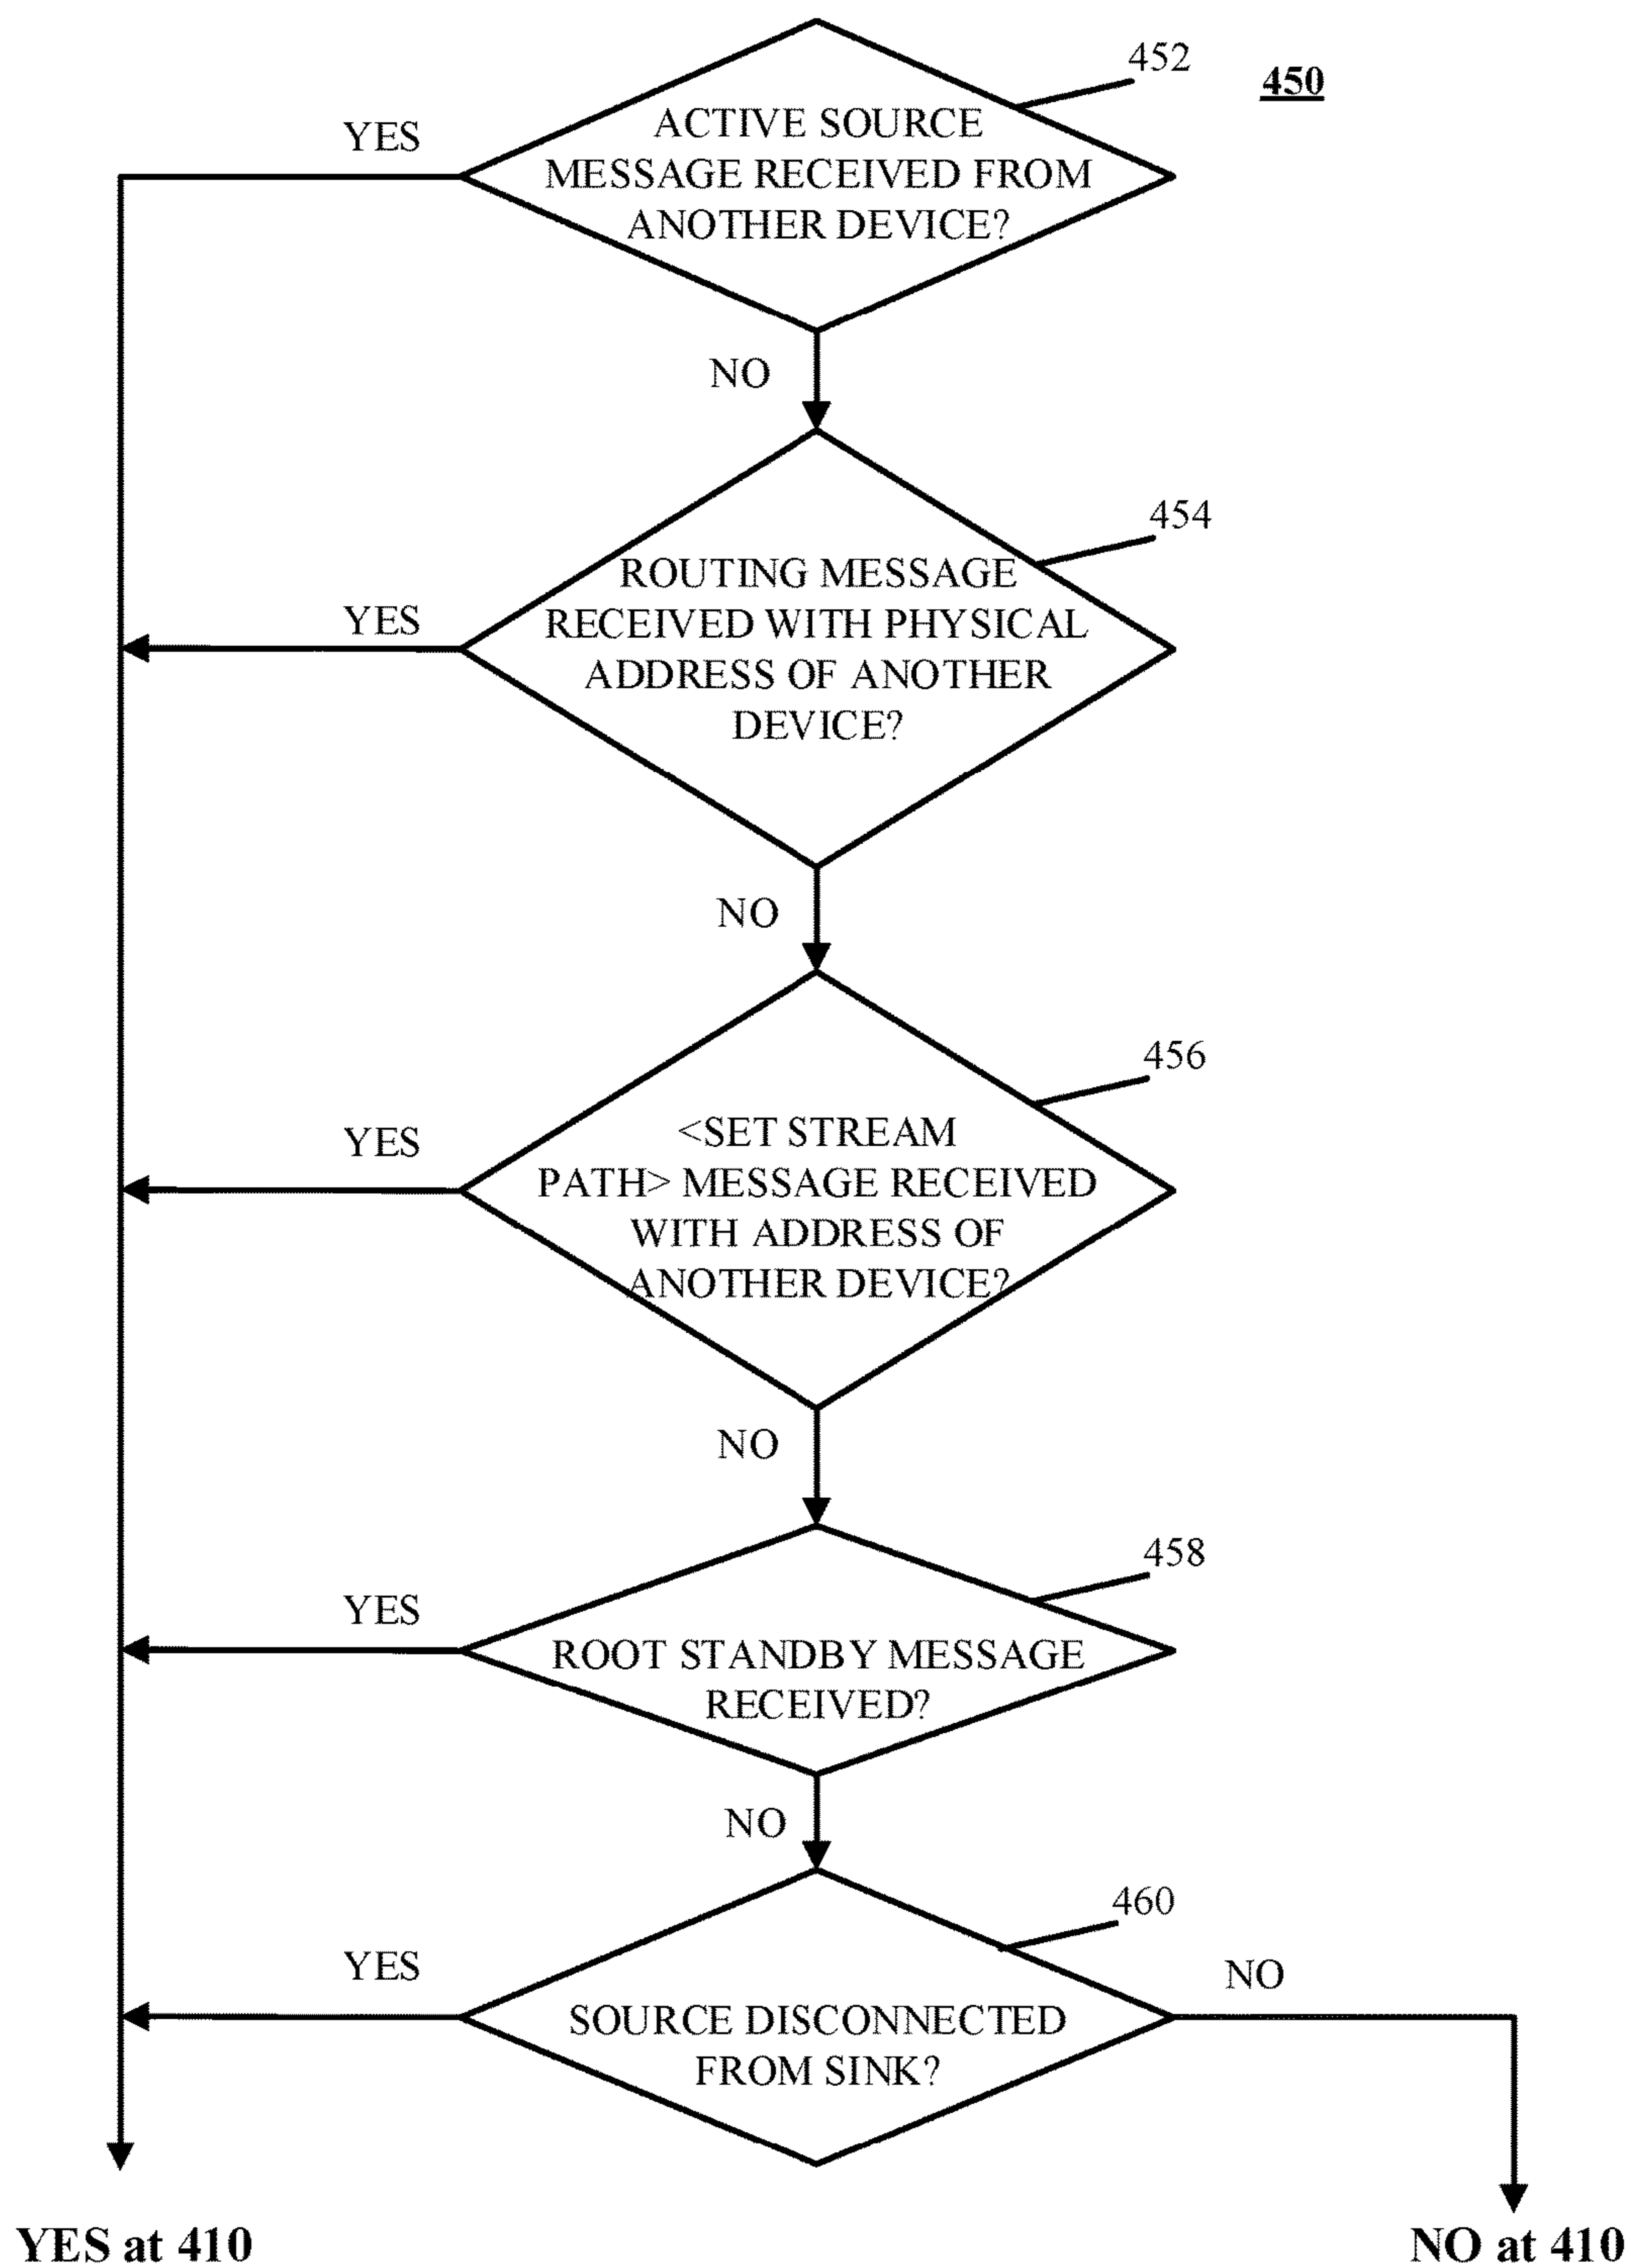 452
450
YES
ACTIVE SOURCE
MESSAGE RECEIVED FROM
ANOTHER DEVICE?
NO
454
YES
ROUTING MESSAGE
RECEIVED WITH PHYSICAL
ADDRESS OF ANOTHER
DEVICE?
NO
456
YES
<SET STREAM
PATH> MESSAGE RECEIVED
WITH ADDRESS OF
ANOTHER DEVICE?
NO
458
YES
ROOT STANDBY MESSAGE
RECEIVED?
NO
460
YES
NO
SOURCE DISCONNECTED
FROM SINK?
YES at 410
NO at 410